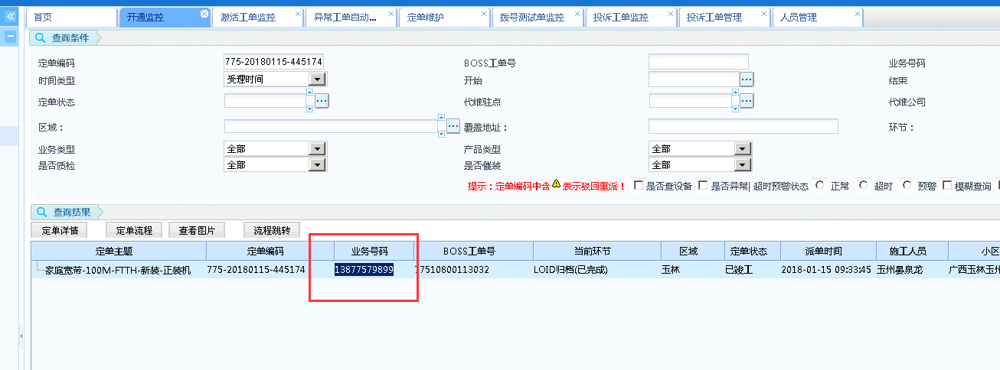 首页 开通监控 激活工单监控 异常工单自动... 定单维护 拨号测试单监控 投诉工单监控 投诉工单管理 人员管理
查询条件
定单编码 775-20180115-445174 BOSS工单号 业务号码
时间类型 受理时间 开始 结束
定单状态 代维驻点 代维公司
区域： 覆盖地址： 环节：
业务类型 全部 产品类型 全部
是否质检 全部 是否催装 全部
提示：定单编码中含 表示驳回重派！ 是否查设备 是否异常| 超时预警状态 正常 超时 预警 模糊查询
查询结果
定单详情 定单流程 查看图片 流程跳转
定单主题 定单编码 业务号码 BOSS工单号 当前环节 区域 定单状态 派单时间 施工人员 小区
家庭宽带-100M-FTTH-新装-正装机 775-20180115-445174 13877579899 77510800113032 LOID归档(已完成) 玉林 已竣工 2018-01-15 09:33:45 玉州晏泉龙 广西玉林玉州